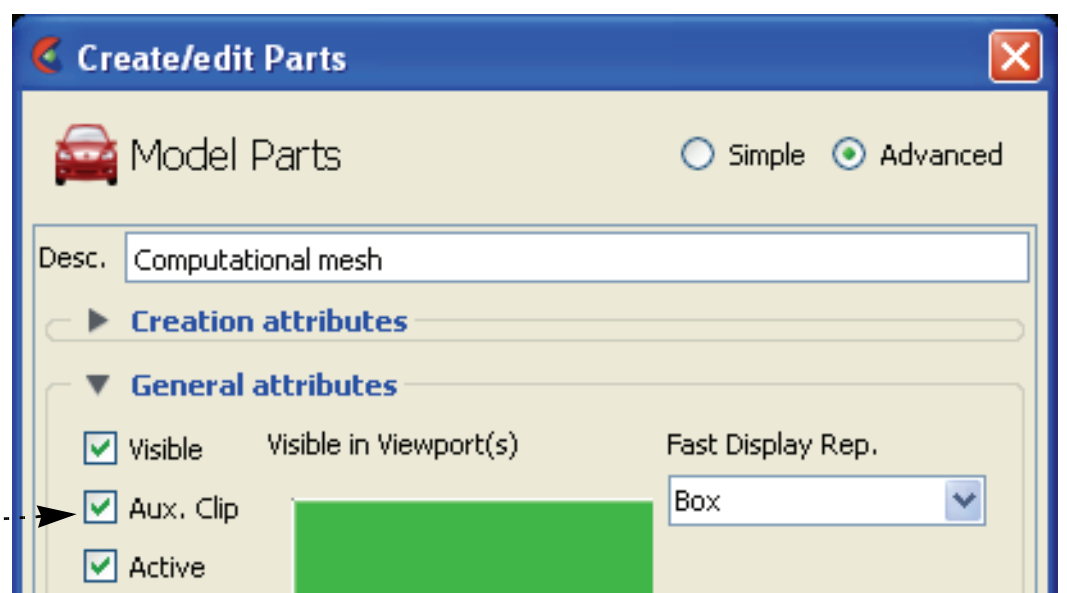 Create/edit Parts
Model Parts
Simple
Advanced
Desc.
Computational mesh
Creation attributes
General attributes
Visible
Visible in Viewport(s)
Fast Display Rep.
Aux. Clip
Box
Active